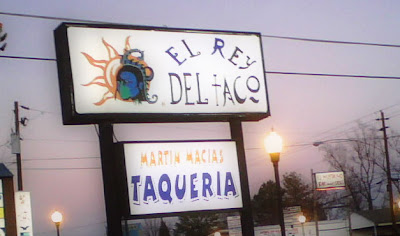 EL REY
DEL TACO
MARTIN MACIAS
TAQUERIA